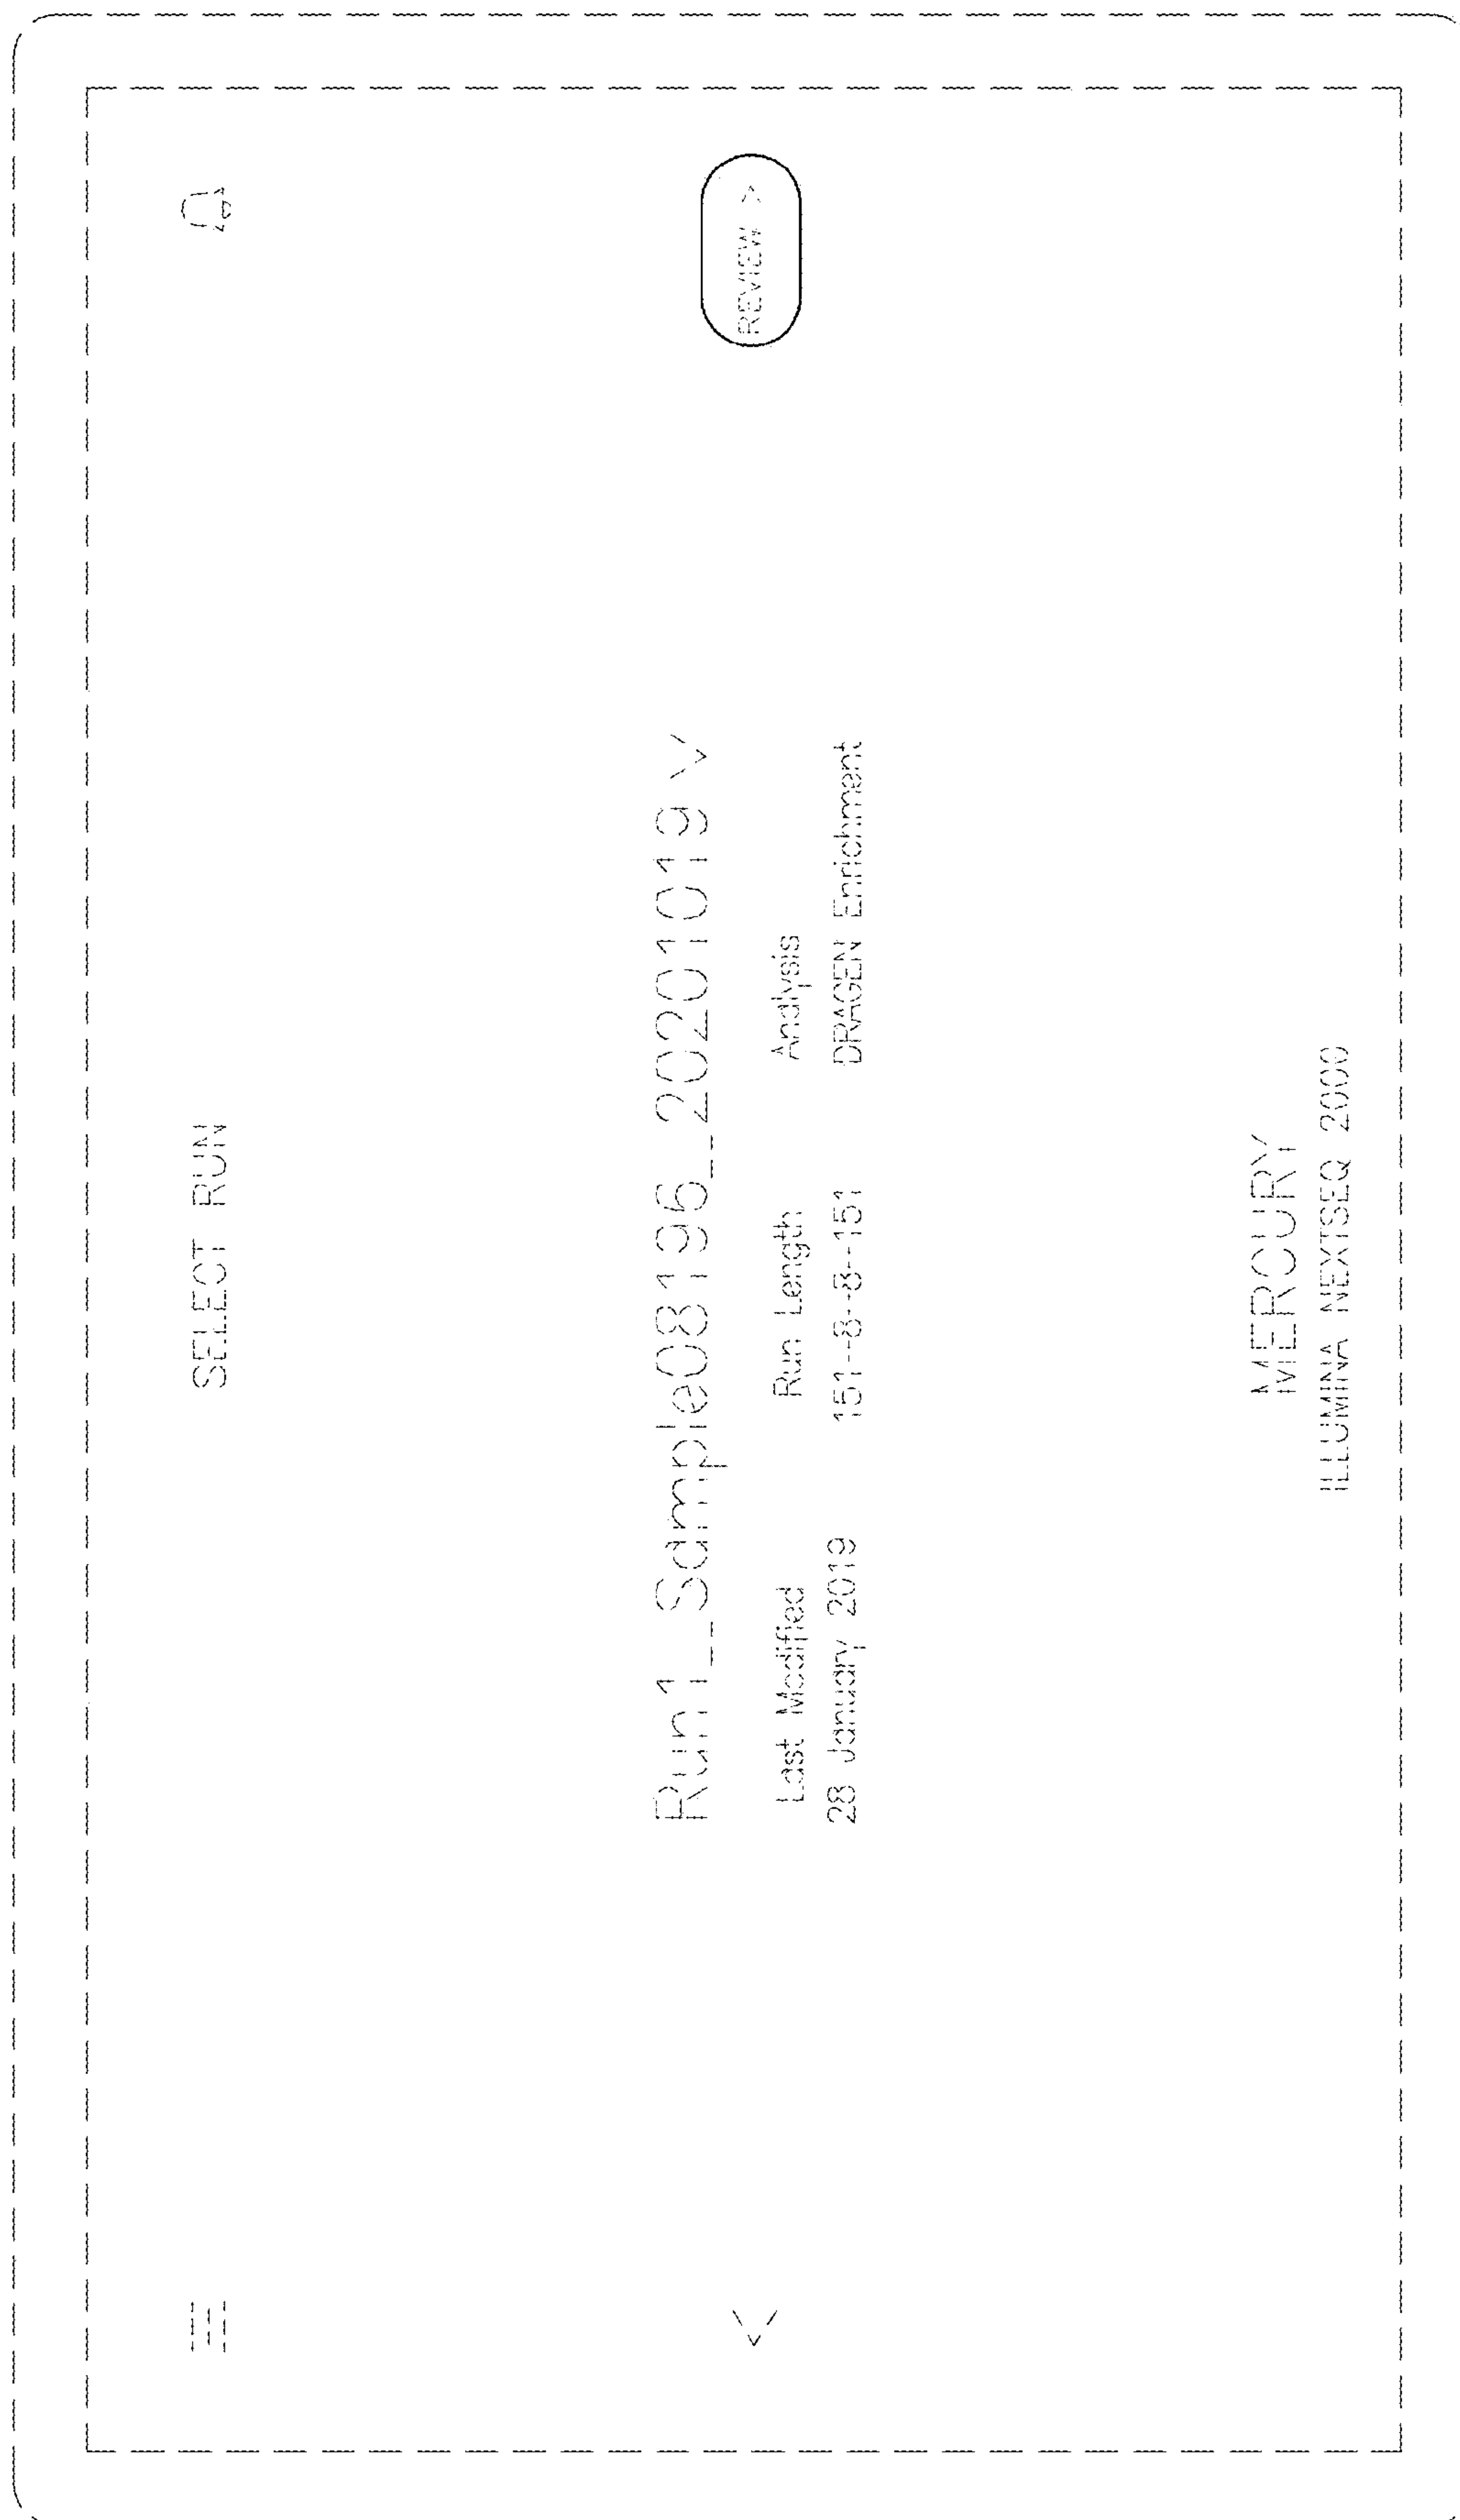 SELECT RUN
Run1_Sample08196_20201019
Last Modified
Run Length
Analysis
28 January 2019
151--8--8--151
DRAGEN Enrichment
REVIEW >
MERCURY
ILLUMINA NEXTSEQ 2000